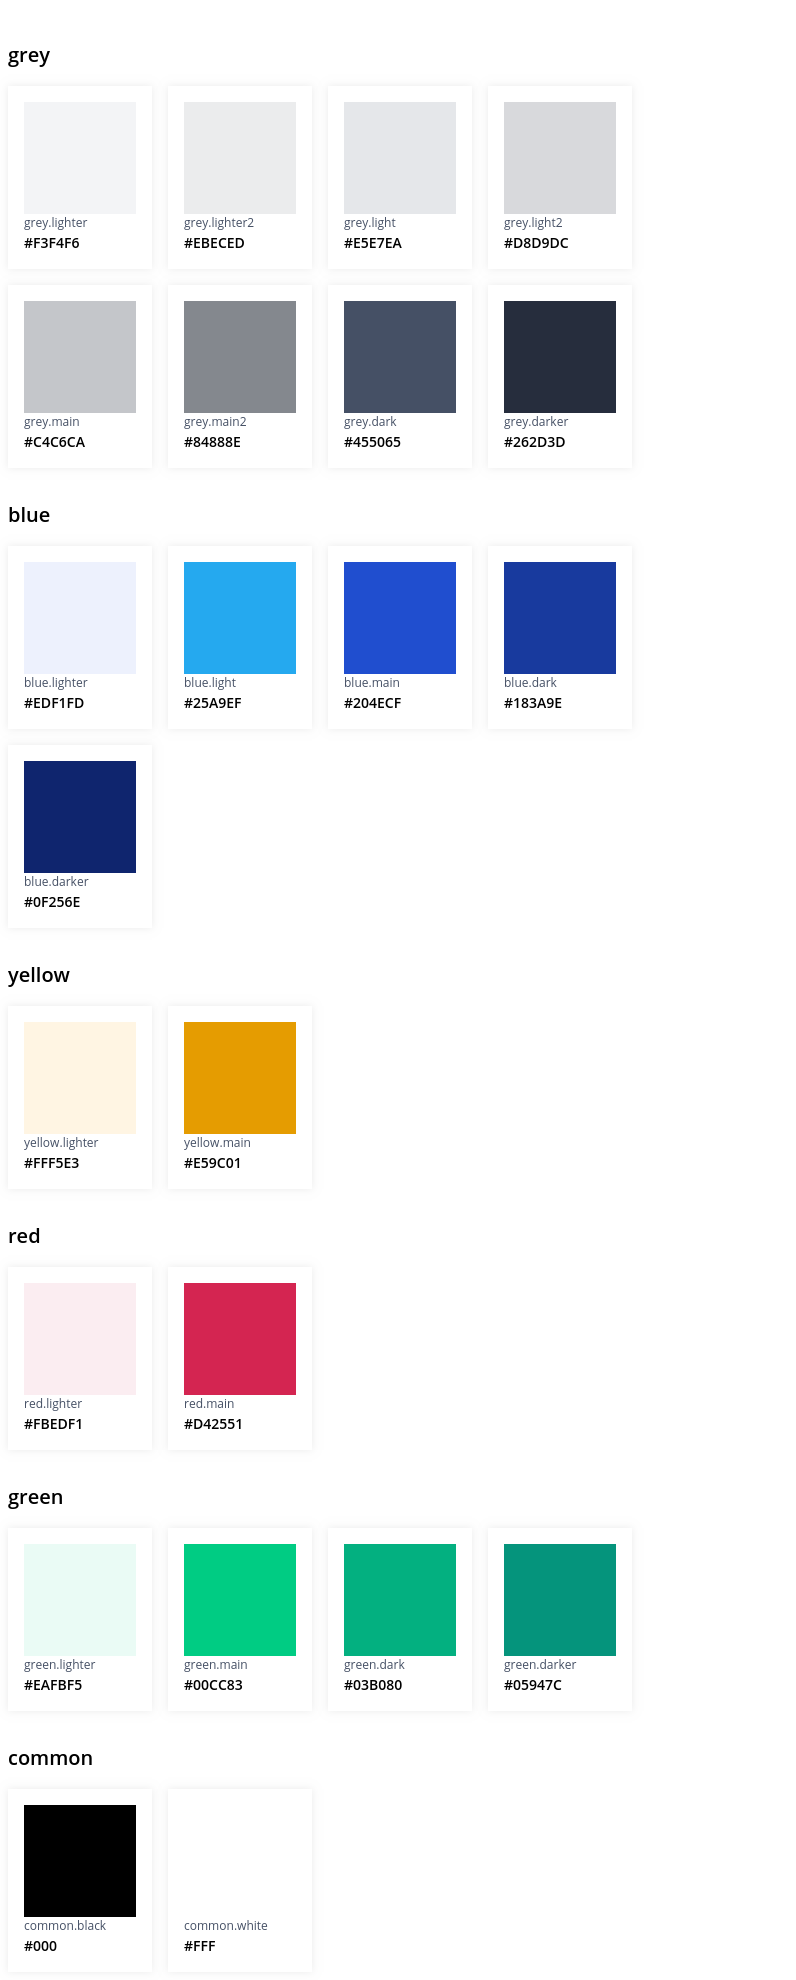 grey
grey.lighter
#F3F4F6
grey.lighter2
#EBECED
grey.light
#E5E7EA
grey.light2
#D8D9DC
grey.main
#C4C6CA
grey.main2
#84888E
grey.dark
#455065
grey.darker
#262D3D
blue
blue.lighter
#EDF1FD
blue.light
#25A9EF
blue.main
#204ECF
blue.dark
#183A9E
blue.darker
#0F256E
yellow
yellow.lighter
#FFF5E3
yellow.main
#E59C01
red
red.lighter
#FBEDF1
red.main
#D42551
green
green.lighter
#EAFBF5
green.main
#00CC83
green.dark
#03B080
green.darker
#05947C
common
common.black
#000
common.white
#FFF